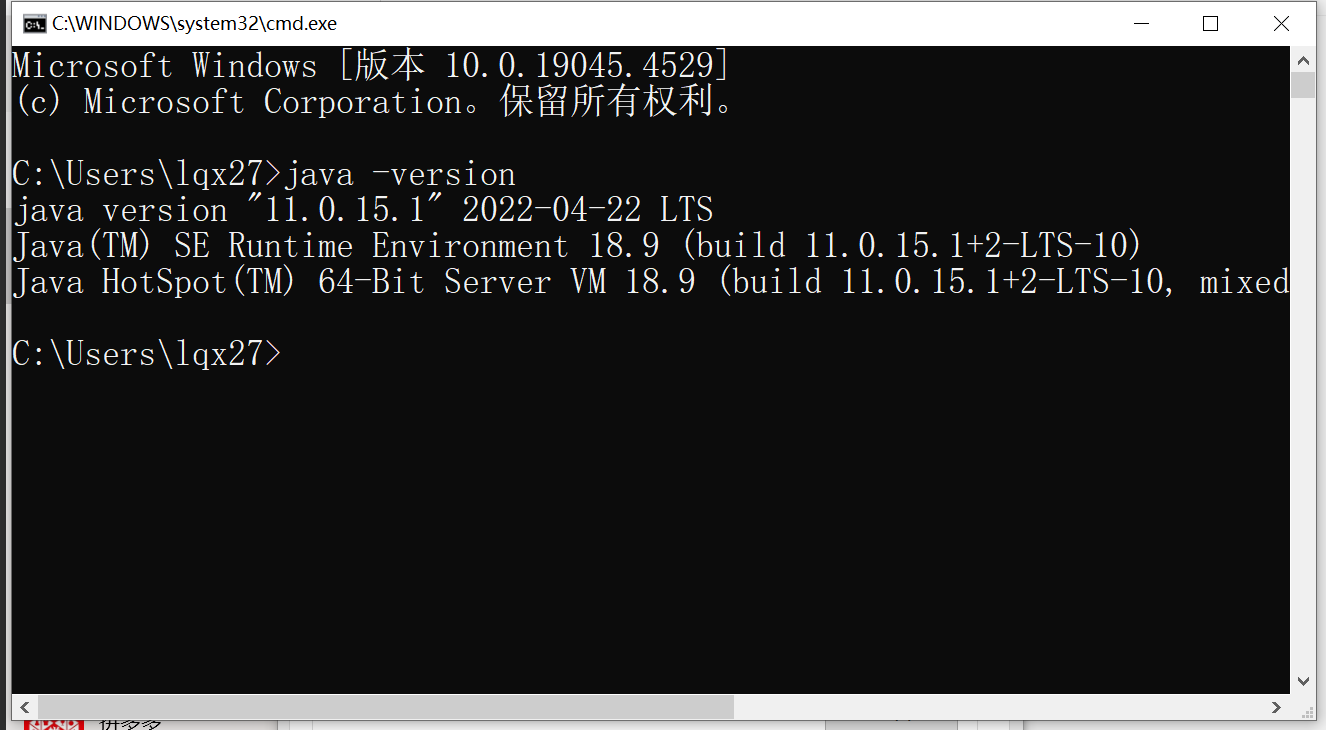 C:\WINDOWS\system32\cmd.exe
Microsoft Windows [版本 10.0.19045.4529]
(c) Microsoft Corporation。保留所有权利。
C:\Users\lqx27>java -version
java version "11.0.15.1" 2022-04-22 LTS
Java(TM) SE Runtime Environment 18.9 (build 11.0.15.1+2-LTS-10)
Java HotSpot(TM) 64-Bit Server VM 18.9 (build 11.0.15.1+2-LTS-10, mixed
C:\Users\lqx27>
拼多多